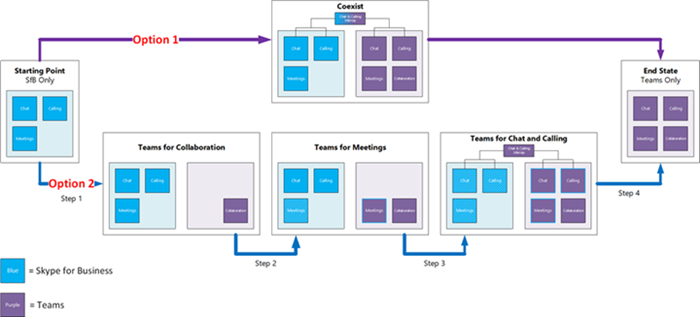 Coexist
Chat & Calling
Interop
Option 1
Chat
Calling
Chat
Calling
Meetings
Meetings
Collaboration
Starting Point
SfB Only
Chat
Calling
Meetings
End State
Teams Only
Chat
Calling
Meetings
Collaboration
Option 2
Step 1
Teams for Collaboration
Chat
Calling
Meetings
Collaboration
Step 2
Teams for Meetings
Chat
Calling
Meetings
Meetings
Collaboration
Step 3
Teams for Chat and Calling
Chat & Calling
Interop
Chat
Calling
Chat
Calling
Meetings
Meetings
Collaboration
Step 4
Blue
= Skype for Business
Purple
= Teams